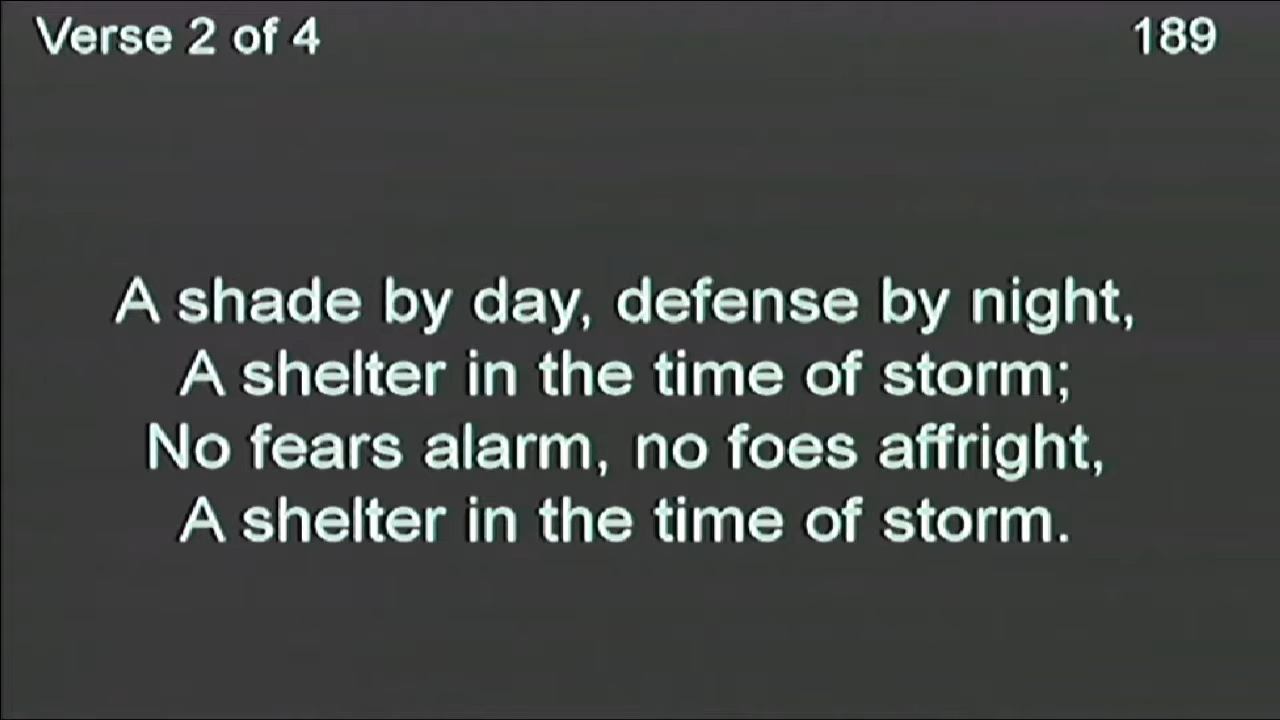 Verse 2 of 4
189
A shade by day, defense by night,
A shelter in the time of storm;
No fears alarm, no foes affright,
A shelter in the time of storm.